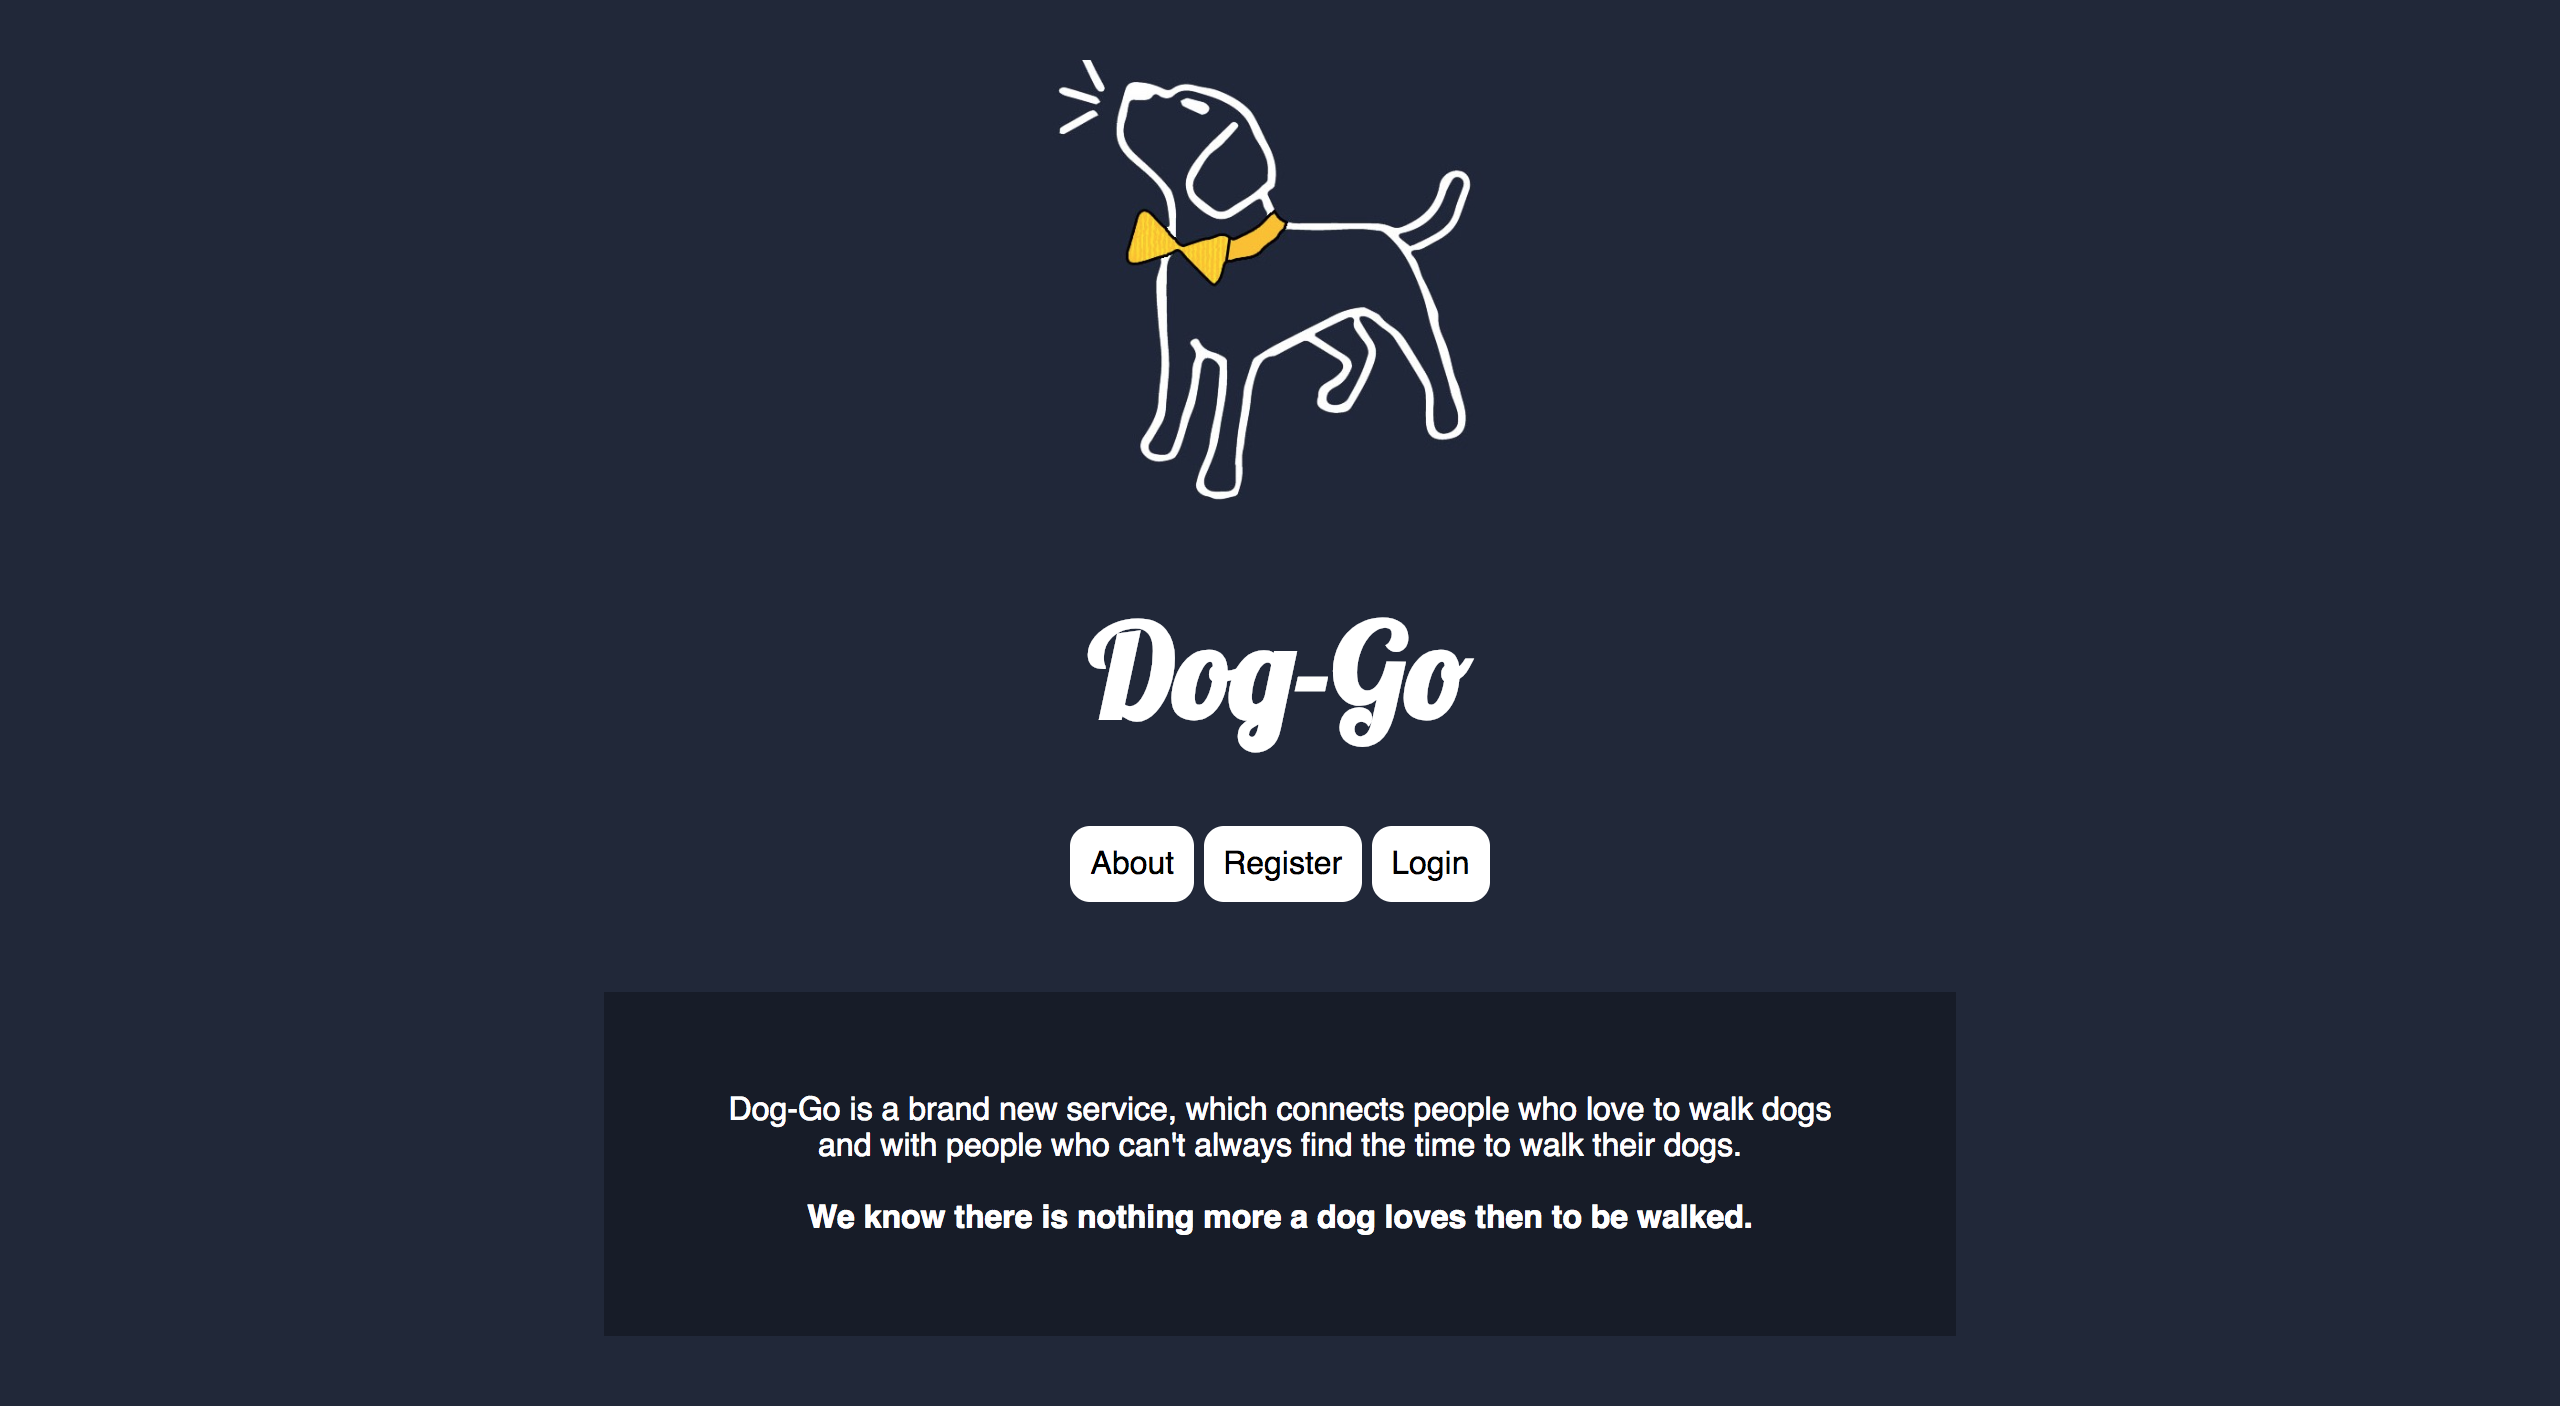 Dog-Go
About Register Login
Dog-Go is a brand new service, which connects people who love to walk dogs
and with people who can't always find the time to walk their dogs.
We know there is nothing more a dog loves then to be walked.